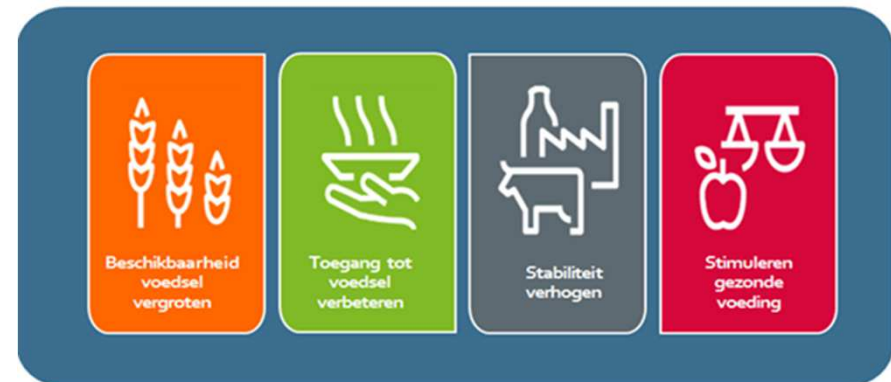 Beschikbaarheid
voedsel
vergroten
Toegang tot
voedsel
verbeteren
Stabiliteit
verhogen
Stimuleren
gezonde
voeding